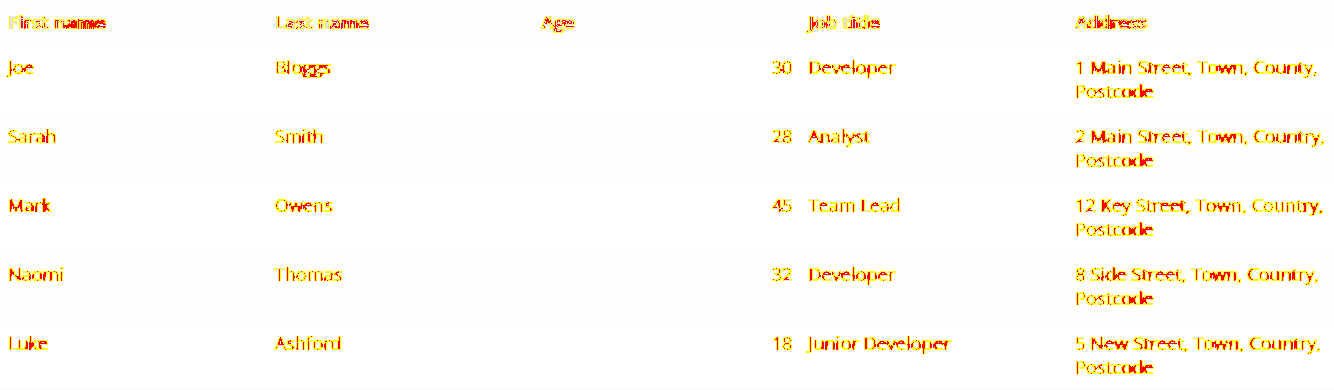 First name Last name Age Job title Address
Joe Bloggs 30 Developer 1 Main Street, Town, County,
Postcode
Sarah Smith 28 Analyst 2 Main Street, Town, Country,
Postcode
Mark Owens 45 Team Lead 12 Key Street, Town, Country,
Postcode
Naomi Thomas 32 Developer 8 Side Street, Town, Country,
Postcode
Luke Ashford 18 Junior Developer 5 New Street, Town, Country,
Postcode